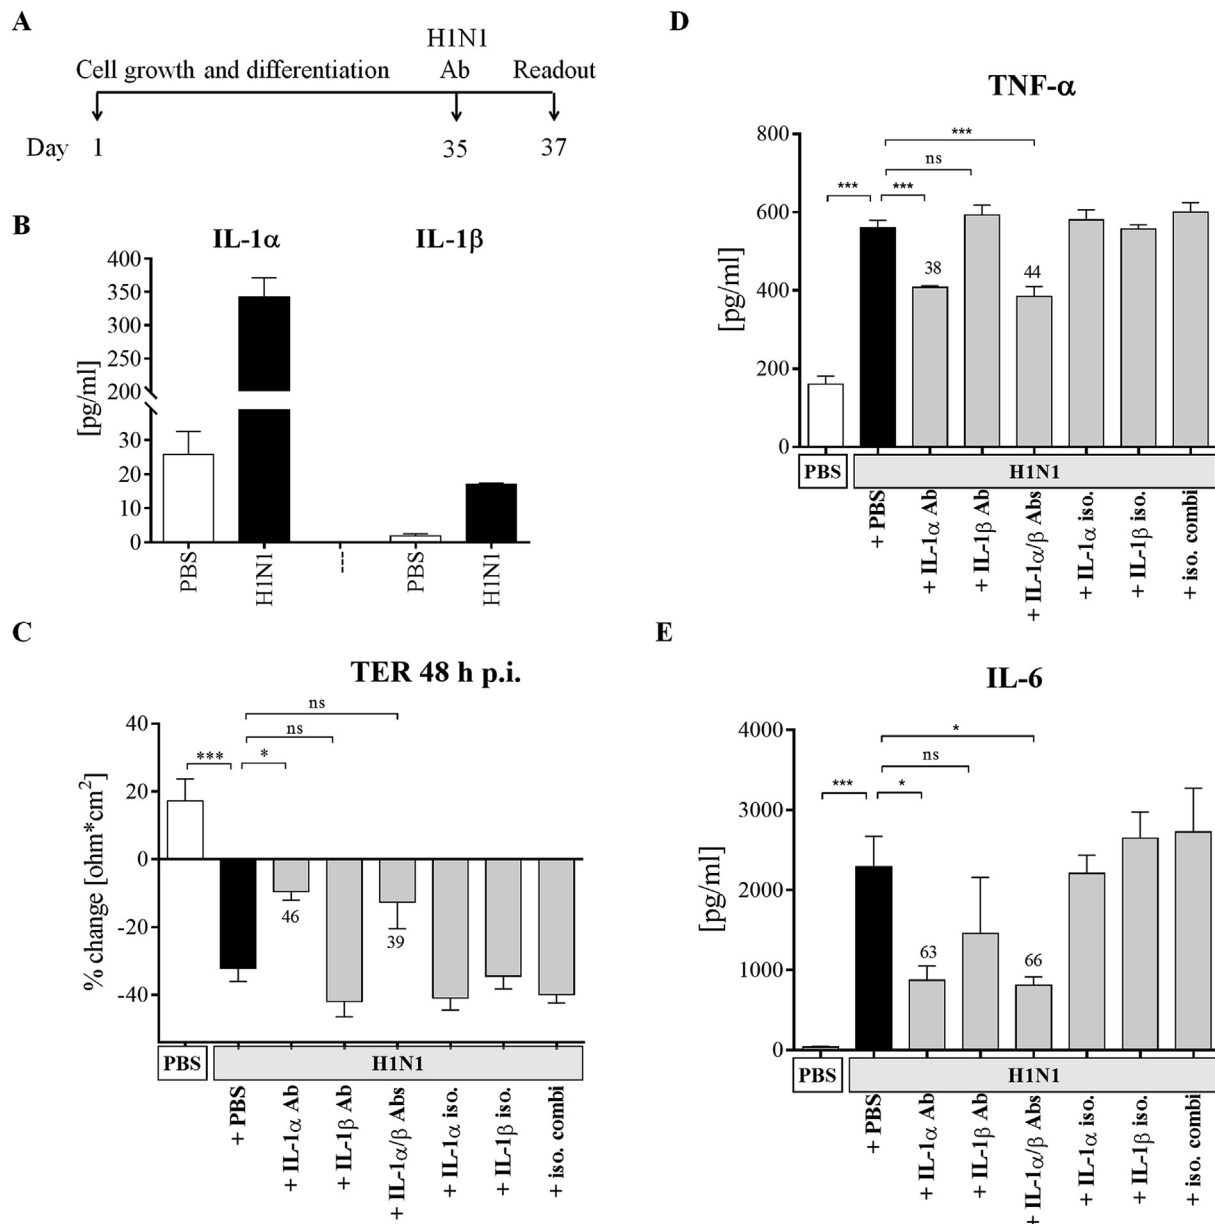 A
H1N1
Cell growth and differentiation Ab Readout
Day 1 35 37
B
IL-1α IL-1β
400
350
300
250
200
30
20
10
0
[pg/ml]
PBS
H1N1
PBS
H1N1
C
TER 48 h p.i.
ns
ns
*** *
40
20
0
-20
-40
% change [ohm*cm2]
46
39
PBS H1N1
+ PBS
+ IL-1α Ab
+ IL-1β Ab
+ IL-1α/β Abs
+ IL-1α iso.
+ IL-1β iso.
+ iso. combi
D
TNF-α
***
ns
*** ***
800
600
400
200
0
[pg/ml]
38 44
PBS H1N1
+ PBS
+ IL-1α Ab
+ IL-1β Ab
+ IL-1α/β Abs
+ IL-1α iso.
+ IL-1β iso.
+ iso. combi
E
IL-6
*
ns
*** *
4000
3000
2000
1000
0
[pg/ml]
63 66
PBS H1N1
+ PBS
+ IL-1α Ab
+ IL-1β Ab
+ IL-1α/β Abs
+ IL-1α iso.
+ IL-1β iso.
+ iso. combi